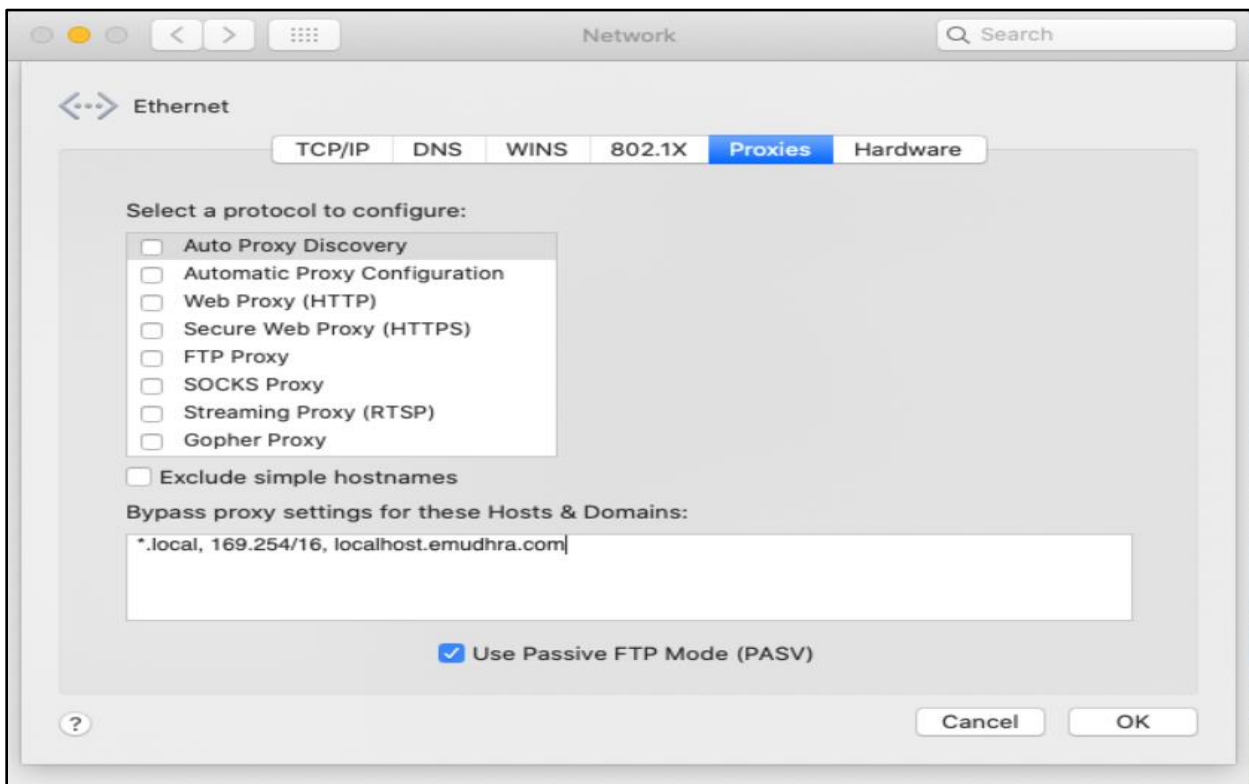 Network
Search
Ethernet
TCP/IP DNS WINS 802.1X Proxies Hardware
Select a protocol to configure:
Auto Proxy Discovery
Automatic Proxy Configuration
Web Proxy (HTTP)
Secure Web Proxy (HTTPS)
FTP Proxy
SOCKS Proxy
Streaming Proxy (RTSP)
Gopher Proxy
Exclude simple hostnames
Bypass proxy settings for these Hosts & Domains:
*.local, 169.254/16, localhost.emudhra.com
Use Passive FTP Mode (PASV)
? Cancel OK